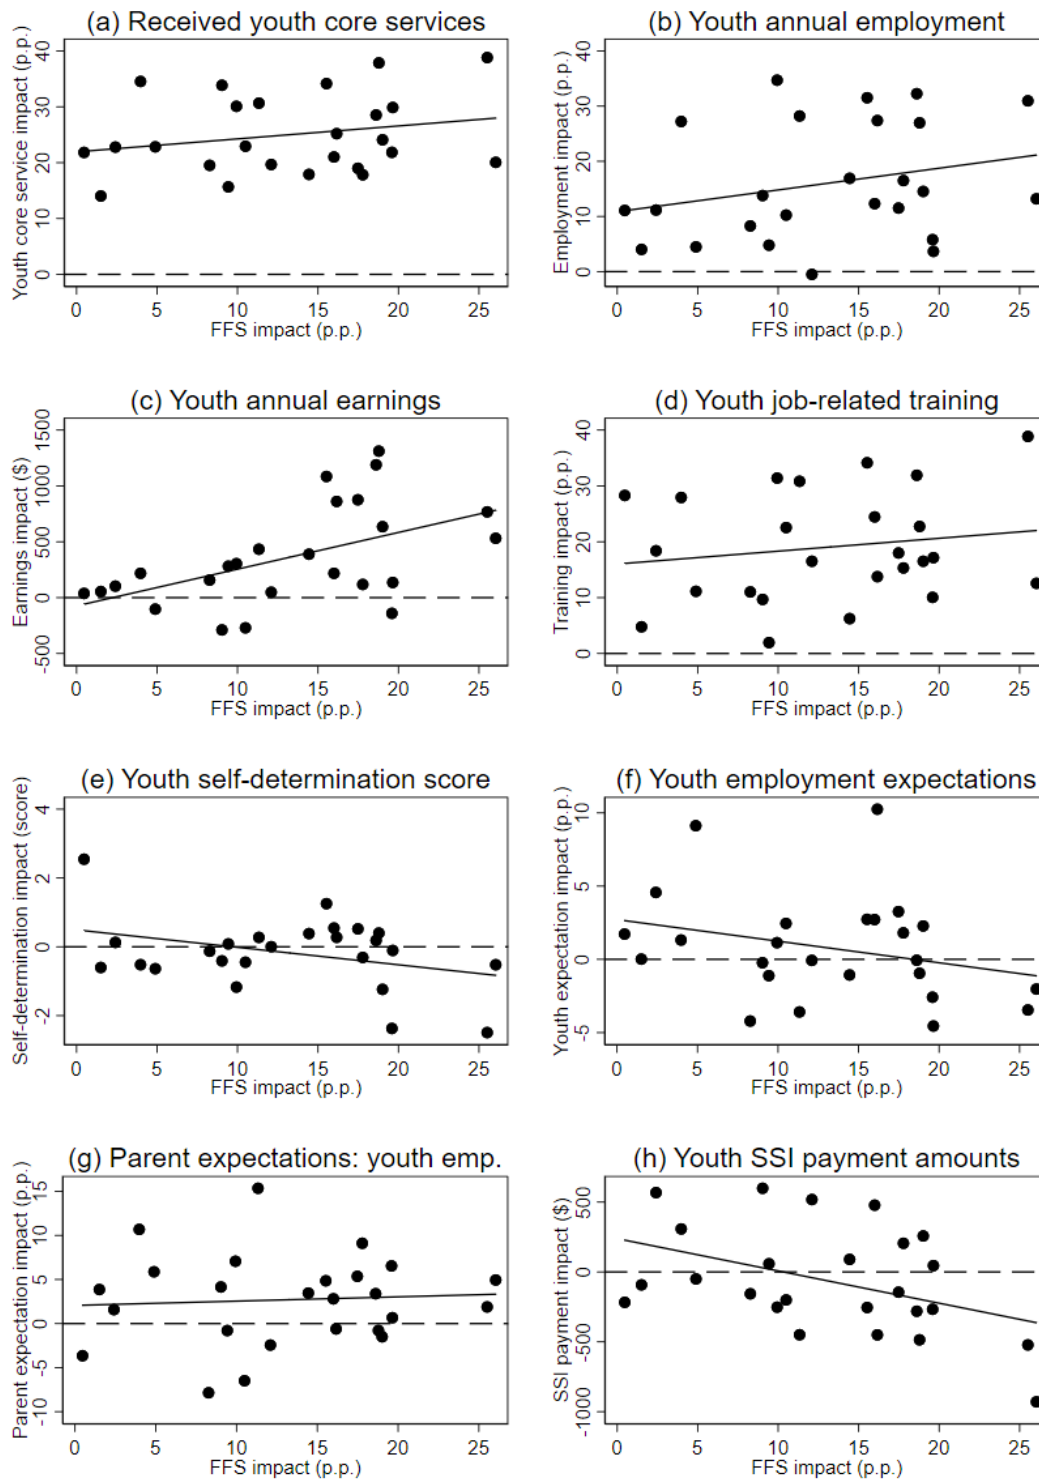 (a) Received youth core services
Youth core service impact (p.p.)
40
30
20
10
0
0 5 10 15 20 25
FFS impact (p.p.)
(b) Youth annual employment
Employment impact (p.p.)
40
30
20
10
0
0 5 10 15 20 25
FFS impact (p.p.)
(c) Youth annual earnings
Earnings impact ($)
1500
1000
500
0
-500
0 5 10 15 20 25
FFS impact (p.p.)
(d) Youth job-related training
Training impact (p.p.)
40
30
20
10
0
0 5 10 15 20 25
FFS impact (p.p.)
(e) Youth self-determination score
Self-determination impact (score)
4
2
0
-2
0 5 10 15 20 25
FFS impact (p.p.)
(f) Youth employment expectations
Youth expectation impact (p.p.)
10
5
0
-5
0 5 10 15 20 25
FFS impact (p.p.)
(g) Parent expectations: youth emp.
Parent expectation impact (p.p.)
15
10
5
0
-5
-10
0 5 10 15 20 25
FFS impact (p.p.)
(h) Youth SSI payment amounts
SSI payment impact ($)
500
0
-500
-1000
0 5 10 15 20 25
FFS impact (p.p.)